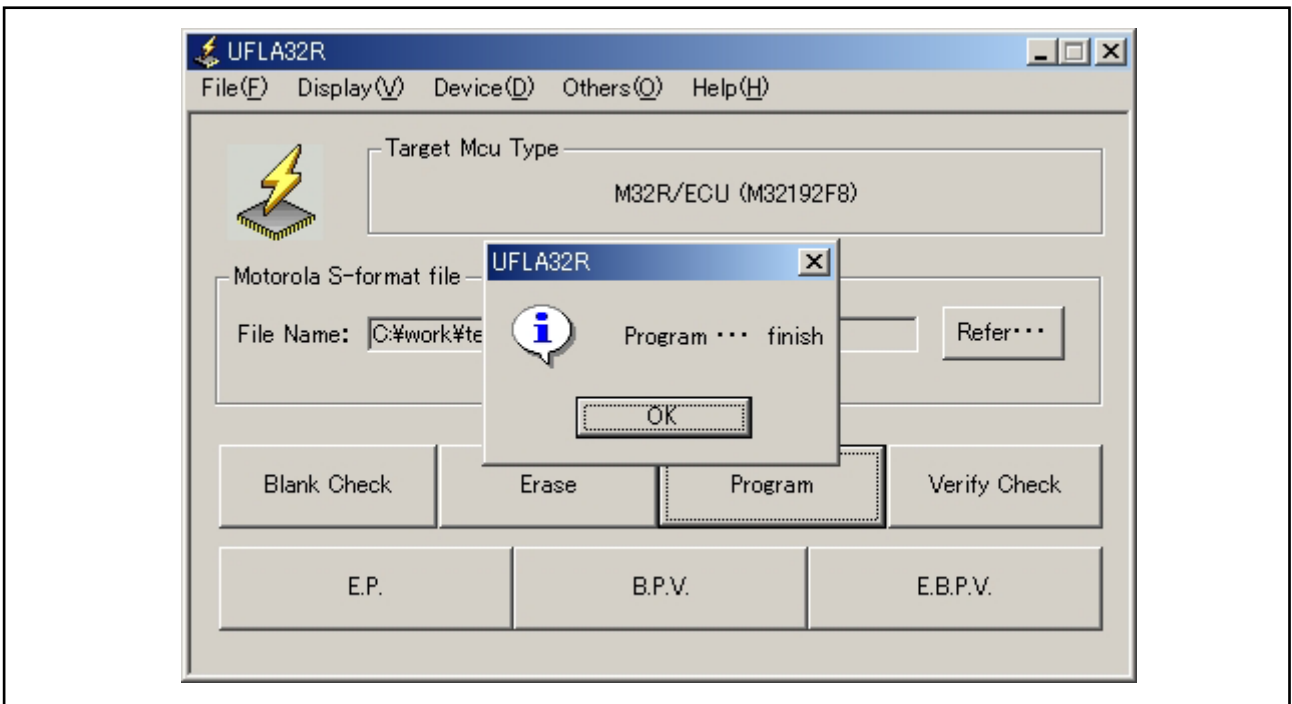 UFLA32R
File(F) Display(V) Device(D) Others(O) Help(H)
Target Mcu Type
M32R/ECU (M32192F8)
Motorola S-format file
File Name: C:¥work¥te
Refer・・・
UFLA32R
Program ・・・ finish
OK
Blank Check
Erase
Program
Verify Check
E.P.
B.P.V.
E.B.P.V.